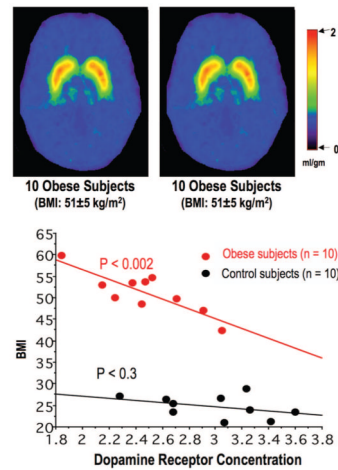 2
0
ml/gm
10 Obese Subjects
(BMI: 51±5 kg/m²)
10 Obese Subjects
(BMI: 51±5 kg/m²)
65
60
55
50
45
40
35
30
25
20
BMI
P < 0.002
Obese subjects (n = 10)
Control subjects (n = 10)
P < 0.3
1.8 2 2.2 2.4 2.6 2.8 3 3.2 3.4 3.6 3.8
Dopamine Receptor Concentration